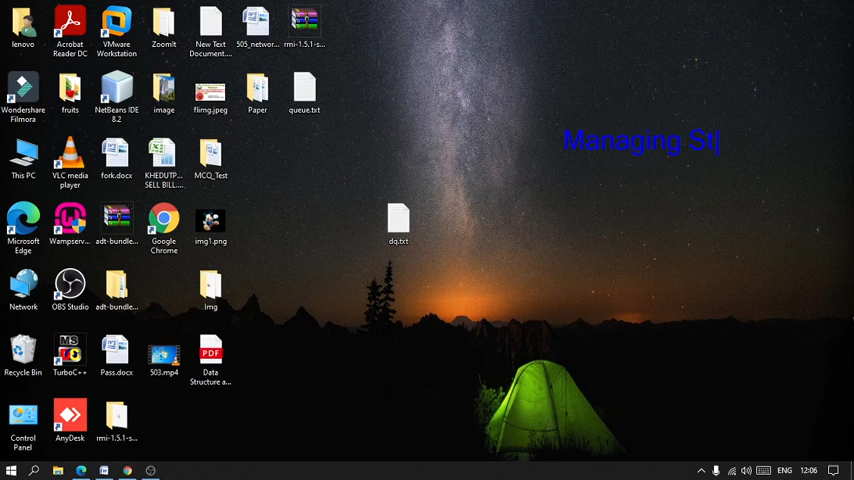 lenovo
Acrobat
Reader DC
VMware
Workstation
ZoomIt
New Text
Document....
505_networ...
rmi-1.5.1-s...
Wondershare
Filmora
fruits
NetBeans IDE
8.2
image
flimg.jpeg
Paper
queue.txt
Managing St
This PC
VLC media
player
fork.docx
KHEDUTP...
SELL BILL....
MCQ_Test
Microsoft
Edge
Wampserv...
adt-bundle...
Google
Chrome
img1.png
dq.txt
Network
OBS Studio
adt-bundle...
Img
Recycle Bin
MS
TurboC++
Pass.docx
503.mp4
PDF
Data
Structure a...
Control
Panel
AnyDesk
rmi-1.5.1-s...
ENG
12:06